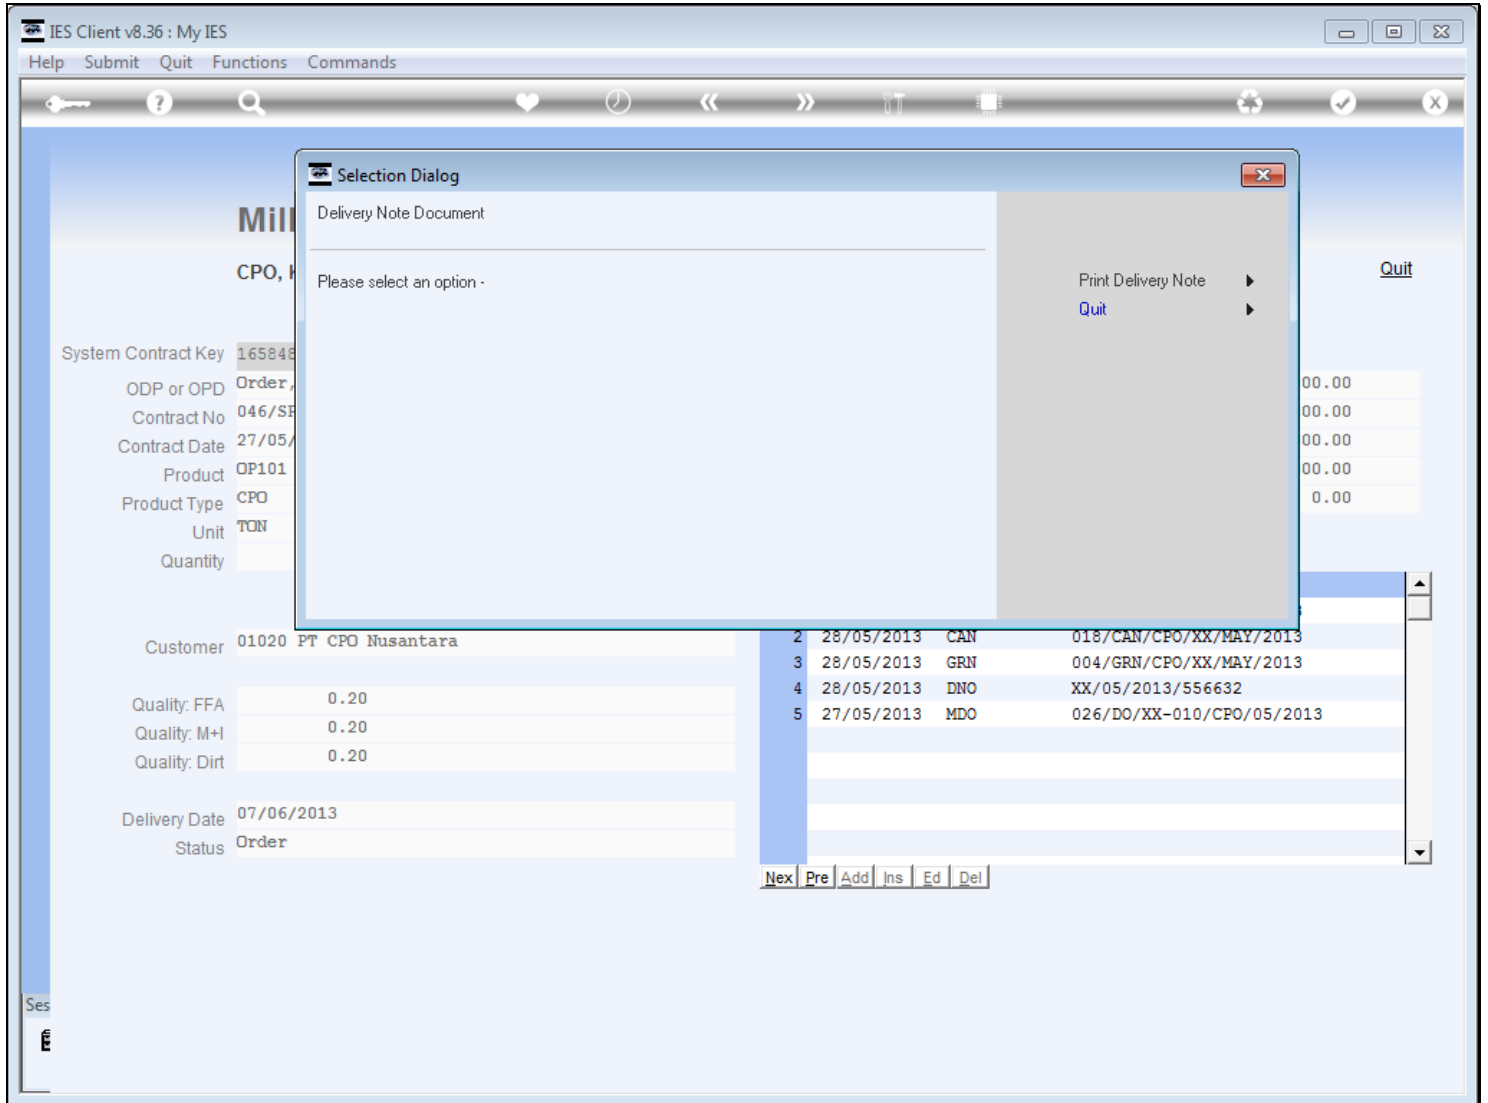 IES Client v8.36 : My IES
Help Submit Quit Functions Commands
Selection Dialog
Delivery Note Document
Please select an option -
Print Delivery Note
Quit
Mill
CPO,
Quit
System Contract Key 165848
ODP or OPD Order,
Contract No 046/SP
Contract Date 27/05/
Product OP101
Product Type CPO
Unit TON
Quantity
00.00
00.00
00.00
00.00
0.00
Customer 01020 PT CPO Nusantara
Quality: FFA 0.20
Quality: M+I 0.20
Quality: Dirt 0.20
Delivery Date 07/06/2013
Status Order
2 28/05/2013 CAN 018/CAN/CPO/XX/MAY/2013
3 28/05/2013 GRN 004/GRN/CPO/XX/MAY/2013
4 28/05/2013 DNO XX/05/2013/556632
5 27/05/2013 MDO 026/DO/XX-010/CPO/05/2013
Nex Pre Add Ins Ed Del
Ses